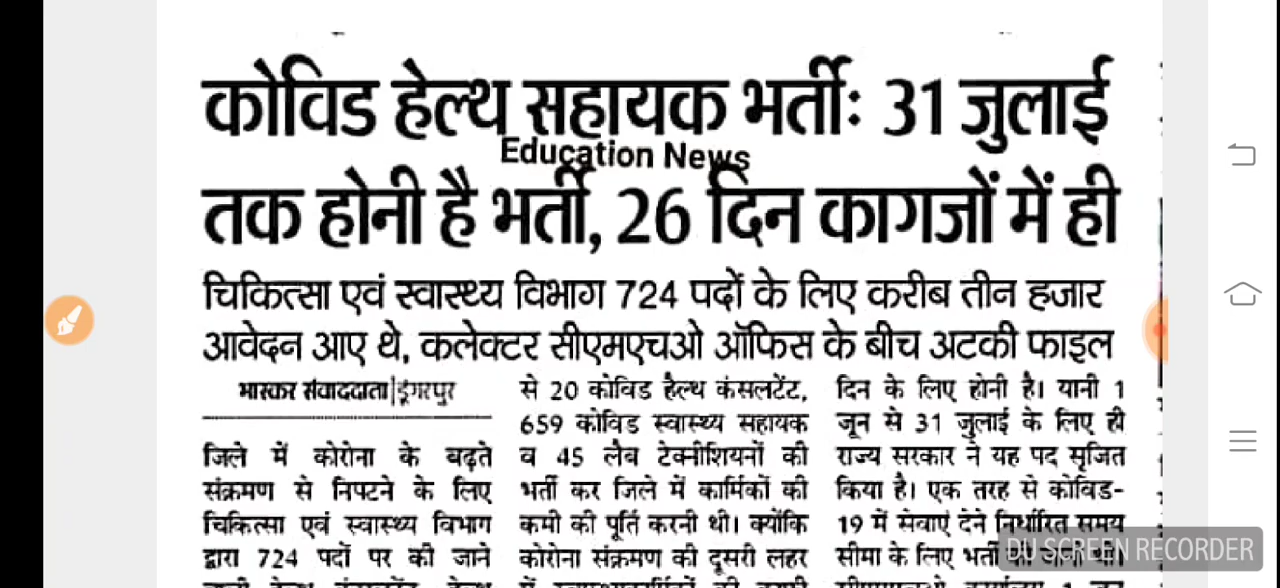 कोविड हेल्थ सहायक भर्ती: 31 जुलाई
Education News
तक होनी है भर्ती, 26 दिन कागजों में ही
चिकित्सा एवं स्वास्थ्य विभाग 724 पदों के लिए करीब तीन हजार
आवेदन आए थे, कलेक्टर सीएमएचओ ऑफिस के बीच अटकी फाइल
भास्कर संवाददाता|डूंगरपुर
जिले में कोरोना के बढ़ते
संक्रमण से निपटने के लिए
चिकित्सा एवं स्वास्थ्य विभाग
द्वारा 724 पदों पर की जाने
से 20 कोविड हैल्थ कंसलटेंट,
659 कोविड स्वास्थ्य सहायक
व 45 लैब टेक्नीशियनों की
भर्ती कर जिले में कार्मिकों की
कमी की पूर्ति करनी थी। क्योंकि
कोरोना संक्रमण की दूसरी लहर
दिन के लिए होनी है। यानी 1
जून से 31 जुलाई के लिए ही
राज्य सरकार ने यह पद सृजित
किया है। एक तरह से कोविड-
19 में सेवाएं देने निर्धारित समय
सीमा के लिए भर्ती की जानी थी।
DU SCREEN RECORDER